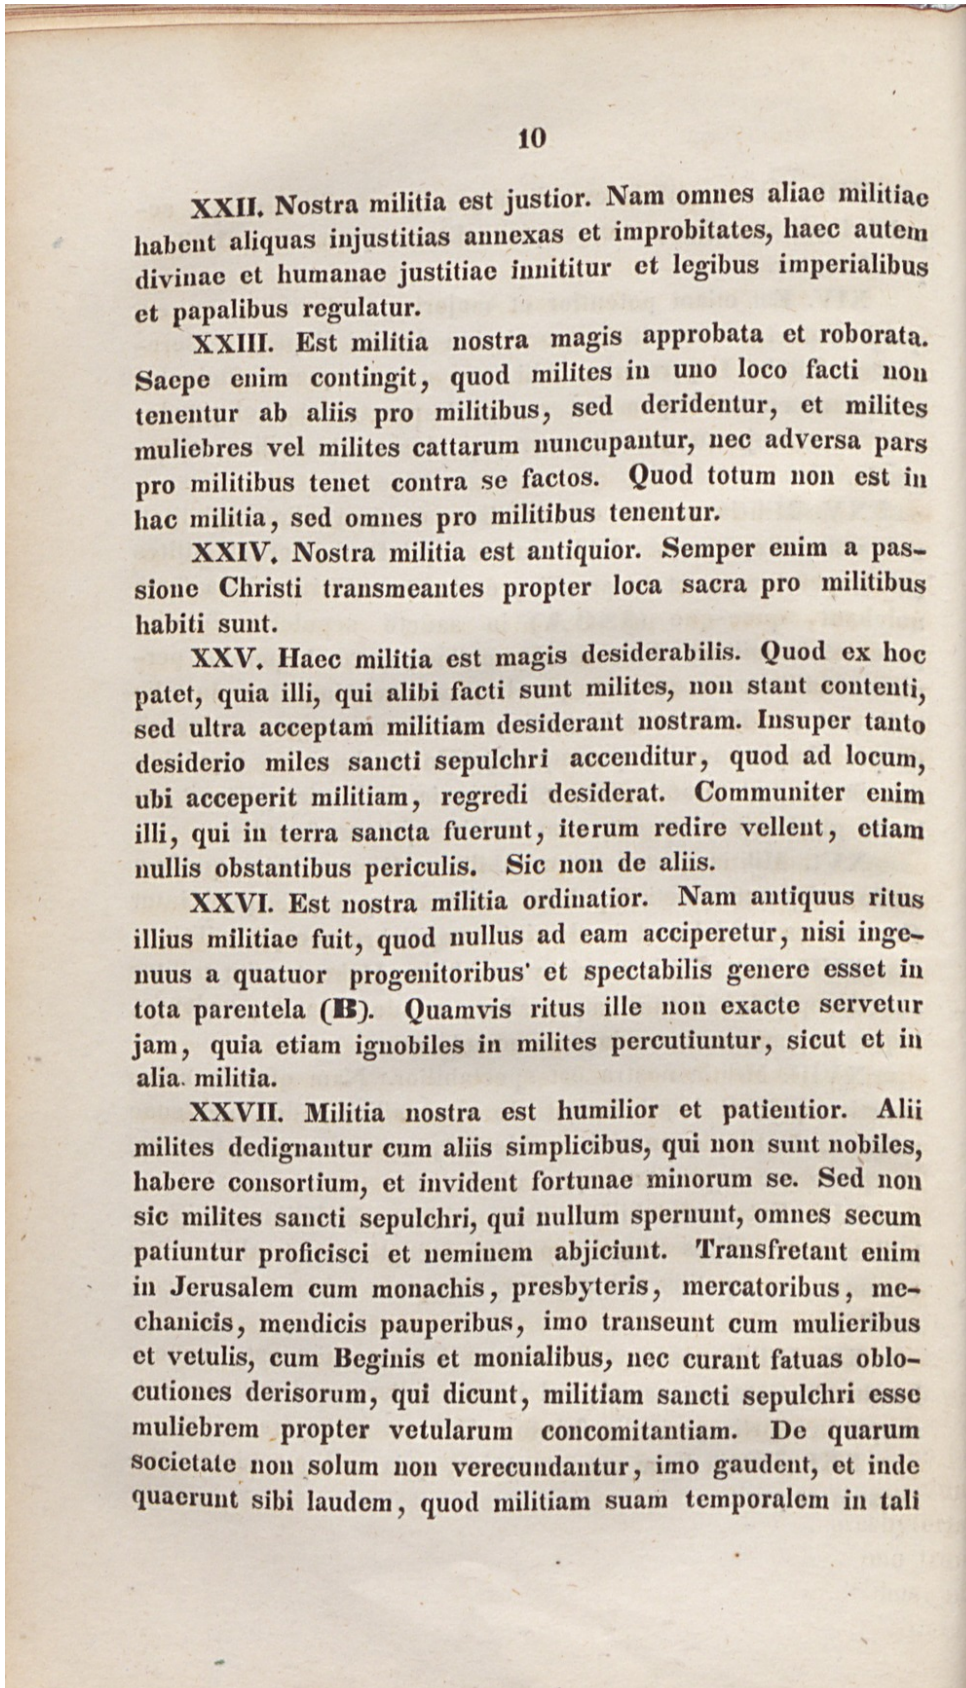 10
XXII. Nostra militia est justior. Nam omnes aliae militiae
habent aliquas injustitias annexas et improbitates, haec autem
divinae et humanae justitiae innititur et legibus imperialibus
et papalibus regulatur.
XXIII. Est militia nostra magis approbata et roborata.
Saepe enim contingit, quod milites in uno loco facti non
tenentur ab aliis pro militibus, sed deridentur, et milites
muliebres vel milites cattarum nuncupantur, nec adversa pars
pro militibus tenet contra se factos. Quod totum non est in
hac militia, sed omnes pro militibus tenentur.
XXIV. Nostra militia est antiquior. Semper enim a pas-
sione Christi transmeantes propter loca sacra pro militibus
habiti sunt.
XXV. Haec militia est magis desiderabilis. Quod ex hoc
patet, quia illi, qui alibi facti sunt milites, non stant contenti,
sed ultra acceptam militiam desiderant nostram. Insuper tanto
desiderio miles sancti sepulchri accenditur, quod ad locum,
ubi acceperit militiam, regredi desiderat. Communiter enim
illi, qui in terra sancta fuerunt, iterum redire vellent, etiam
nullis obstantibus periculis. Sic non de aliis.
XXVI. Est nostra militia ordinatior. Nam antiquus ritus
illius militiae fuit, quod nullus ad eam acciperetur, nisi inge-
nuus a quatuor progenitoribus et spectabilis genere esset in
tota parentela (B). Quamvis ritus ille non exacte servetur
jam, quia etiam ignobiles in milites percutiuntur, sicut et in
alia militia.
XXVII. Militia nostra est humilior et patientior. Alii
milites dedignantur cum aliis simplicibus, qui non sunt nobiles,
habere consortium, et invident fortunae minorum se. Sed non
sic milites sancti sepulchri, qui nullum spernunt, omnes secum
patiuntur proficisci et neminem abjiciunt. Transfretant enim
in Jerusalem cum monachis, presbyteris, mercatoribus, me-
chanicis, mendicis pauperibus, imo transeunt cum mulieribus
et vetulis, cum Beginis et monialibus, nec curant fatuas oblo-
cutiones derisorum, qui dicunt, militiam sancti sepulchri esse
muliebrem propter vetularum concomitantiam. De quarum
societate non solum non verecundantur, imo gaudent, et inde
quaerunt sibi laudem, quod militiam suam temporalem in tali